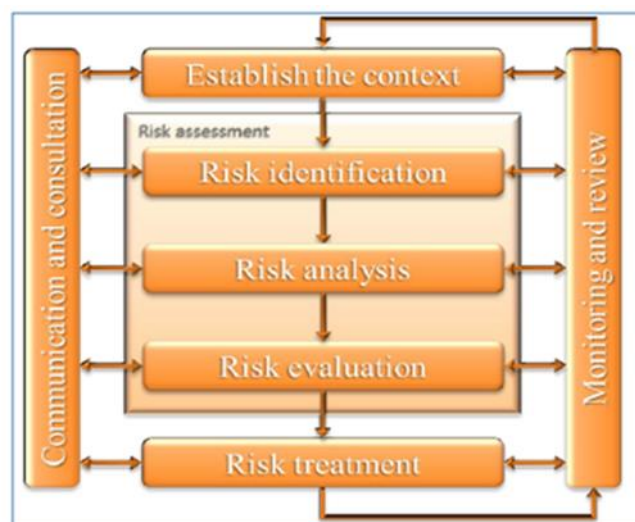 Establish the context
Risk assessment
Risk identification
Risk analysis
Risk evaluation
Risk treatment
Communication and consultation
Monitoring and review